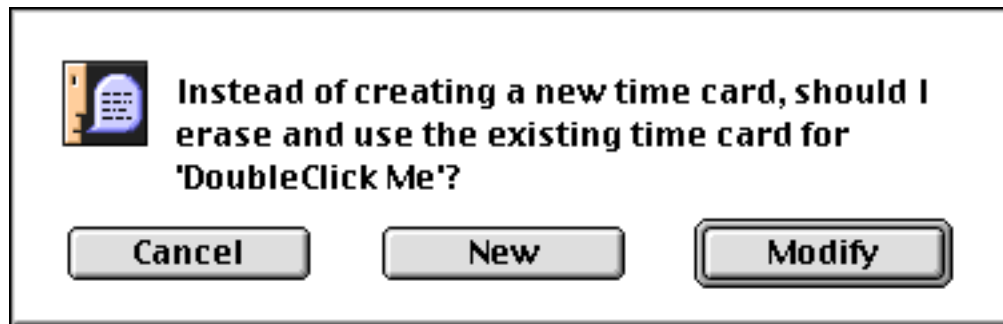 Instead of creating a new time card, should I
erase and use the existing time card for
'DoubleClick Me'?
Cancel New Modify